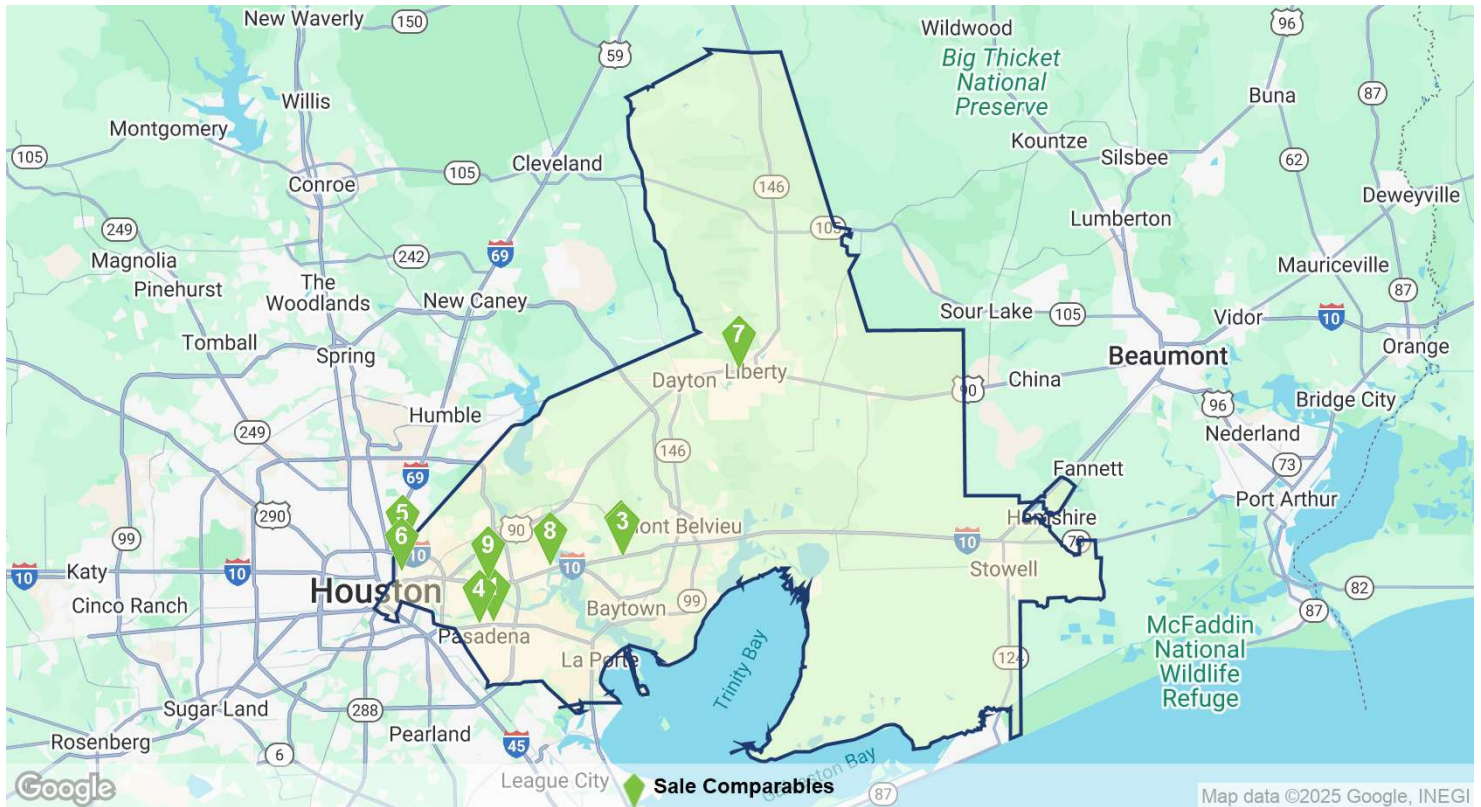 New Waverly
150
59
Wildwood
96
Big Thicket
National
Preserve
Willis
Buna
87
Montgomery
105
105
Cleveland
105
Kountze
Silsbee
62
Conroe
146
Deweyville
249
242
69
105
Lumberton
Magnolia
Mauriceville
Pinehurst
The
Woodlands
New Caney
87
Sour Lake
105
Vidor
10
Tomball
Spring
7
Beaumont
Orange
Dayton
Liberty
90
China
Humble
96
Bridge City
249
Nederland
146
73
69
Fannett
Port Arthur
290
5
90
8
3
Mont Belvieu
Hamshire
87
99
6
10
9
10
10
73
10
Katy
10
Houston
4
1
Stowell
82
Cinco Ranch
Baytown
99
87
Pasadena
McFaddin
National
Wildlife
Refuge
La Porte
124
Trinity Bay
Sugar Land
288
Pearland
Rosenberg
6
45
League City
Bay
87
Google
Sale Comparables
Map data ©2025 Google, INEGI